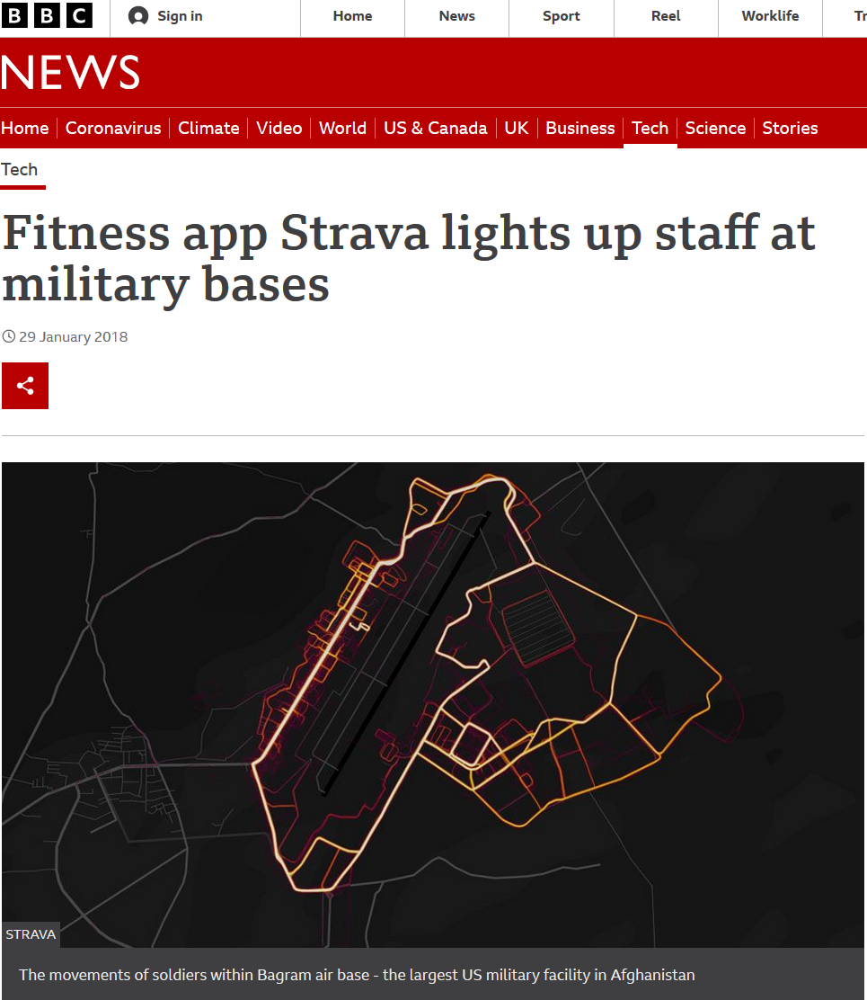 BBC Sign in Home News Sport Reel Worklife Tr
NEWS
Home Coronavirus Climate Video World US & Canada UK Business Tech Science Stories
Tech
Fitness app Strava lights up staff at
military bases
29 January 2018
STRAVA
The movements of soldiers within Bagram air base - the largest US military facility in Afghanistan